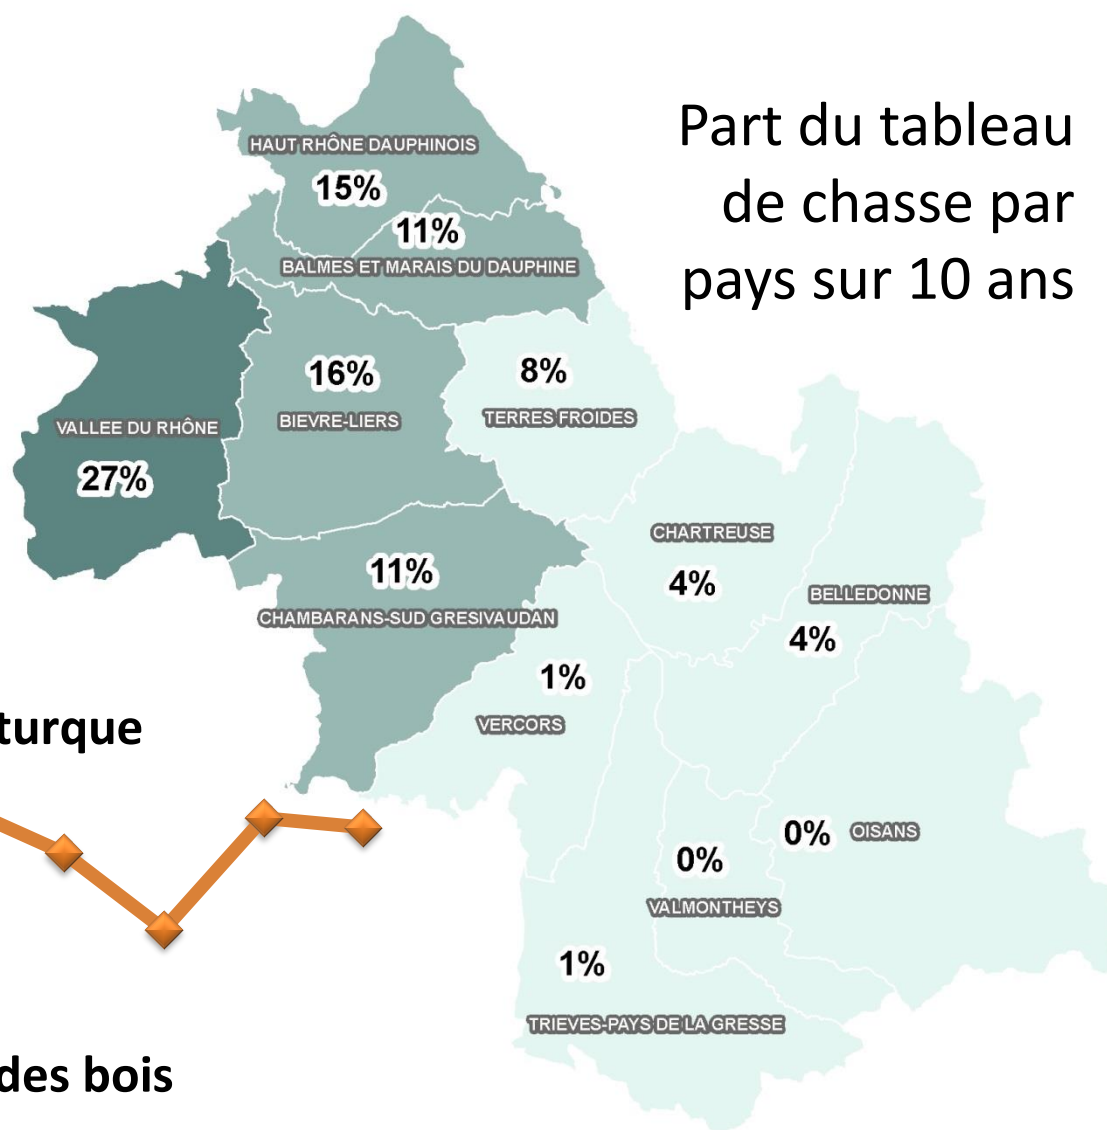 Part du tableau
de chasse par
pays sur 10 ans
HAUT RHÔNE DAUPHINOIS
15%
11%
BALMES ET MARAIS DU DAUPHINE
16%
BIEVRE-LIERS
8%
TERRES FROIDES
VALLEE DU RHÔNE
27%
CHARTREUSE
4%
11%
CHAMBARANS-SUD GRESIVAUDAN
BELLEDONNE
4%
1%
VERCORS
turque
0%
OISANS
0%
VALMONTHEYS
1%
TRIEVES-PAYS DE LA GRESSE
des bois